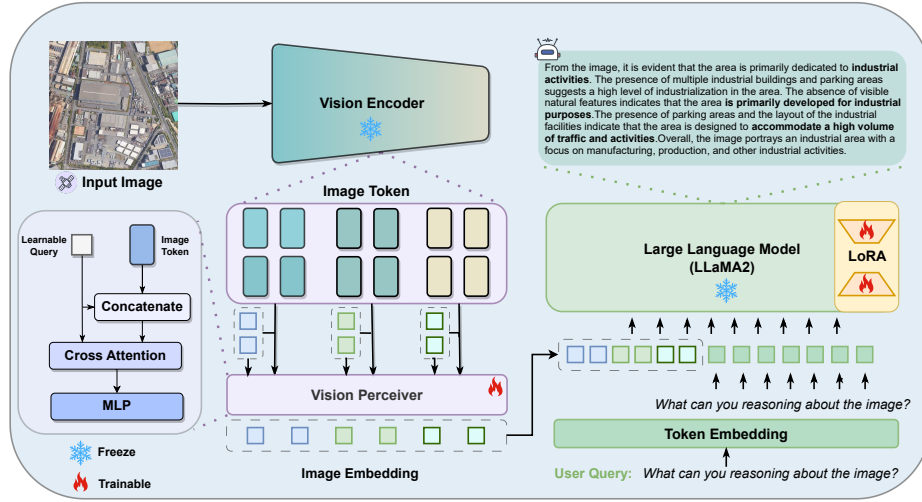 From the image, it is evident that the area is primarily dedicated to industrial
activities. The presence of multiple industrial buildings and parking areas
suggests a high level of industrialization in the area. The absence of visible
natural features indicates that the area is primarily developed for industrial
purposes.The presence of parking areas and the layout of the industrial
facilities indicate that the area is designed to accommodate a high volume
of traffic and activities.Overall, the image portrays an industrial area with a
focus on manufacturing, production, and other industrial activities.
Vision Encoder
Input Image
Image Token
Learnable
Query
Image
Token
Concatenate
Cross Attention
MLP
Freeze
Trainable
Vision Perceiver
Image Embedding
Large Language Model
(LLaMA2)
LoRA
What can you reasoning about the image?
Token Embedding
User Query: What can you reasoning about the image?